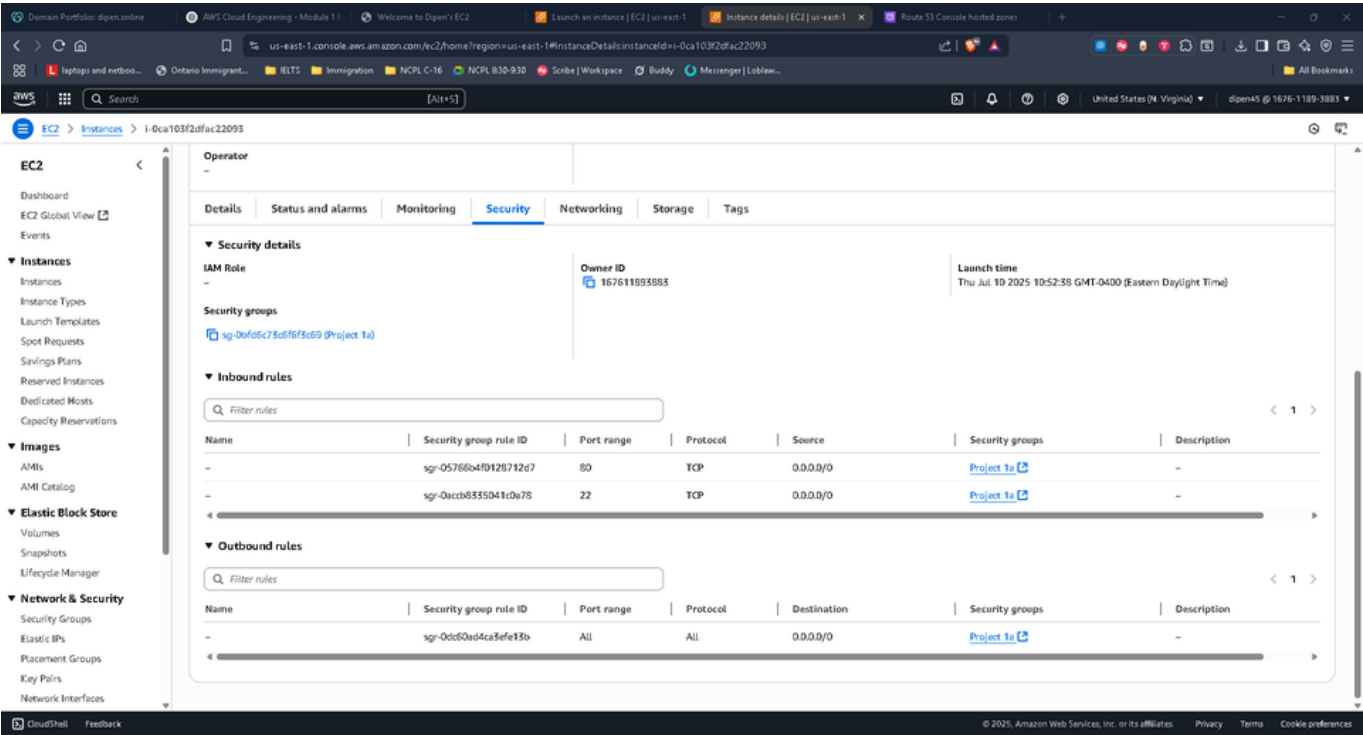 Domain Portfolio: dipen.online AWS Cloud Engineering - Module 1 P Welcome to Dipen's EC2 Launch an instance | EC2 | us-east-1 Instance details | EC2 | us-east-1 Route 53 Console hosted zones
us-east-1.console.aws.amazon.com/ec2/home?region=us-east-1#InstanceDetails:instanceId=i-0ca103f2dfac22093
laptops and netboo... Ontario Immigrant... IELTS Immigration NCPL C-16 NCPL 830-930 Scribe | Workspace Buddy Messenger | Loblaw... All Bookmarks
aws Search [Alt+S] United States (N. Virginia) dipen45 @ 1676-1189-3883
EC2 > Instances > i-0ca103f2dfac22093
EC2
Dashboard
EC2 Global View
Events
Instances
Instances
Instance Types
Launch Templates
Spot Requests
Savings Plans
Reserved Instances
Dedicated Hosts
Capacity Reservations
Images
AMIs
AMI Catalog
Elastic Block Store
Volumes
Snapshots
Lifecycle Manager
Network & Security
Security Groups
Elastic IPs
Placement Groups
Key Pairs
Network Interfaces
Operator
–
Details Status and alarms Monitoring Security Networking Storage Tags
Security details
IAM Role Owner ID Launch time
– 167611893883 Thu Jul 10 2025 10:52:38 GMT-0400 (Eastern Daylight Time)
Security groups
sg-0bfd6c73c6f6f3c69 (Project 1a)
Inbound rules
Filter rules 1
Name Security group rule ID Port range Protocol Source Security groups Description
– sgr-05766b4f0128712d7 80 TCP 0.0.0.0/0 Project 1a –
– sgr-0accb8335041c0a78 22 TCP 0.0.0.0/0 Project 1a –
Outbound rules
Filter rules 1
Name Security group rule ID Port range Protocol Destination Security groups Description
– sgr-0dc60ad4ca3efe13b All All 0.0.0.0/0 Project 1a –
CloudShell Feedback © 2025, Amazon Web Services, Inc. or its affiliates. Privacy Terms Cookie preferences